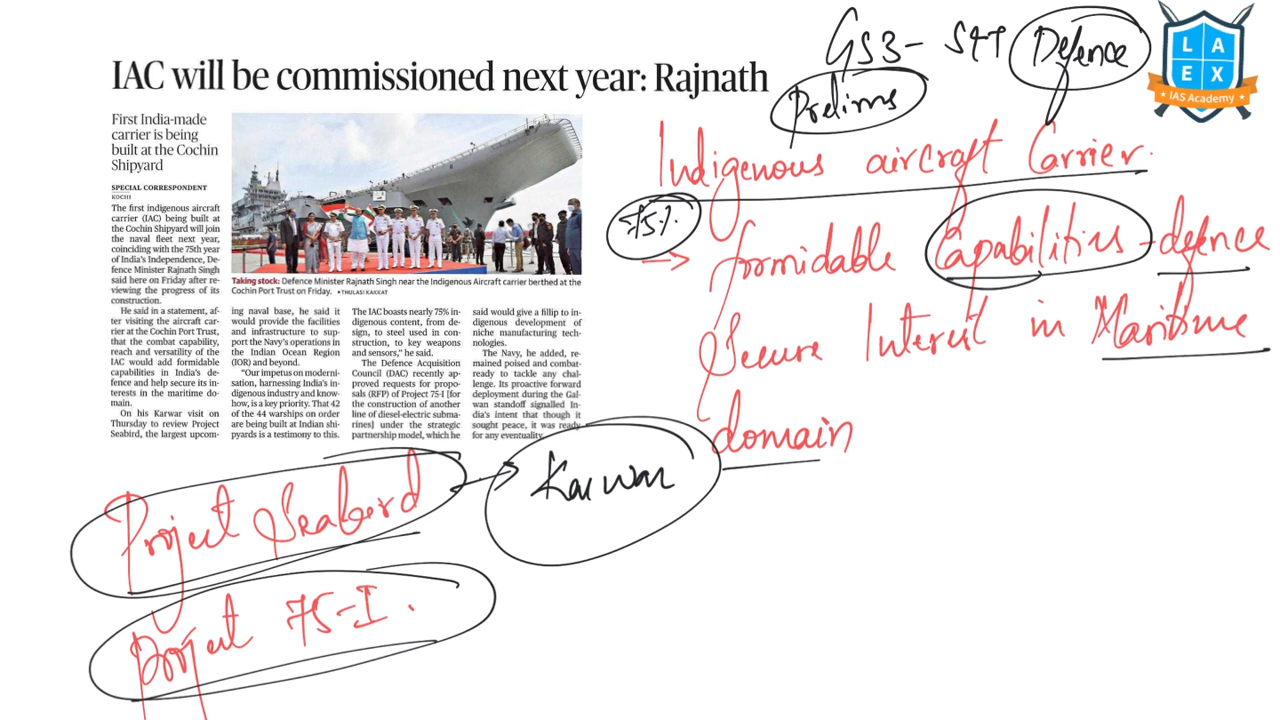 GS3- S&T Defence
Prelims
LAEX
IAS Academy
IAC will be commissioned next year: Rajnath
First India-made
carrier is being
built at the Cochin
Shipyard
SPECIAL CORRESPONDENT
KOCHI
The first indigenous aircraft
carrier (IAC) being built at
the Cochin Shipyard will join
the naval fleet next year,
coinciding with the 75th year
of India's Independence, De-
fence Minister Rajnath Singh
said here on Friday after re-
viewing the progress of its
construction.
He said in a statement, af-
ter visiting the aircraft car-
rier at the Cochin Port Trust,
that the combat capability,
reach and versatility of the
IAC would add formidable
capabilities in India's de-
fence and help secure its in-
terests in the maritime do-
main.
On his Karwar visit on
Thursday to review Project
Seabird, the largest upcom-
Taking stock: Defence Minister Rajnath Singh near the Indigenous Aircraft carrier berthed at the
Cochin Port Trust on Friday. •THULASI KAKKAT
ing naval base, he said it
would provide the facilities
and infrastructure to sup-
port the Navy's operations in
the Indian Ocean Region
(IOR) and beyond.
"Our impetus on moderni-
sation, harnessing India's in-
digenous industry and know-
how, is a key priority. That 42
of the 44 warships on order
are being built at Indian shi-
pyards is a testimony to this.
The IAC boasts nearly 75% in-
digenous content, from de-
sign, to steel used in con-
struction, to key weapons
and sensors," he said.
The Defence Acquisition
Council (DAC) recently ap-
proved requests for propo-
sals (RFP) of Project 75-I [for
the construction of another
line of diesel-electric subma-
rines] under the strategic
partnership model, which he
said would give a fillip to in-
digenous development of
niche manufacturing tech-
nologies.
The Navy, he added, re-
mained poised and combat-
ready to tackle any chal-
lenge. Its proactive forward
deployment during the Gal-
wan standoff signalled In-
dia's intent that though it
sought peace, it was ready
for any eventuality.
Indigenous aircraft Carrier.
75%
→ formidable Capabilities - defence
Secure Interest in Maritime
domain
Project Seabird → Karwar
Project 75-I.